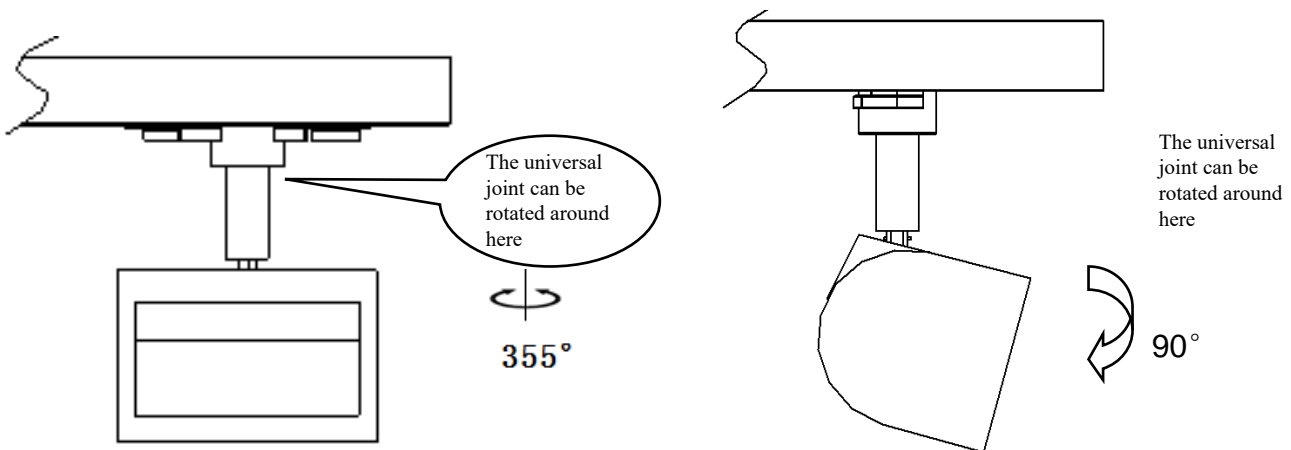 The universal
joint can be
rotated around
here
355°
The universal
joint can be
rotated around
here
90°